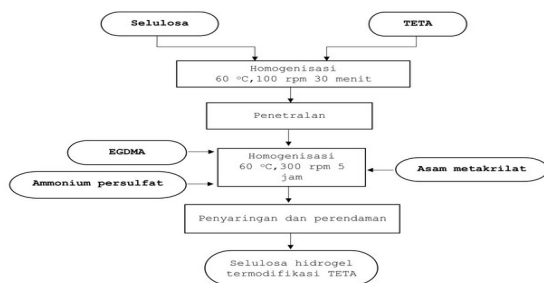 Selulosa
TETA
Homogenisasi
60 °C,100 rpm 30 menit
Penetralan
EGDMA
Homogenisasi
60 °C,300 rpm 5
jam
Asam metakrilat
Ammonium persulfat
Penyaringan dan perendaman
Selulosa hidrogel
termodifikasi TETA